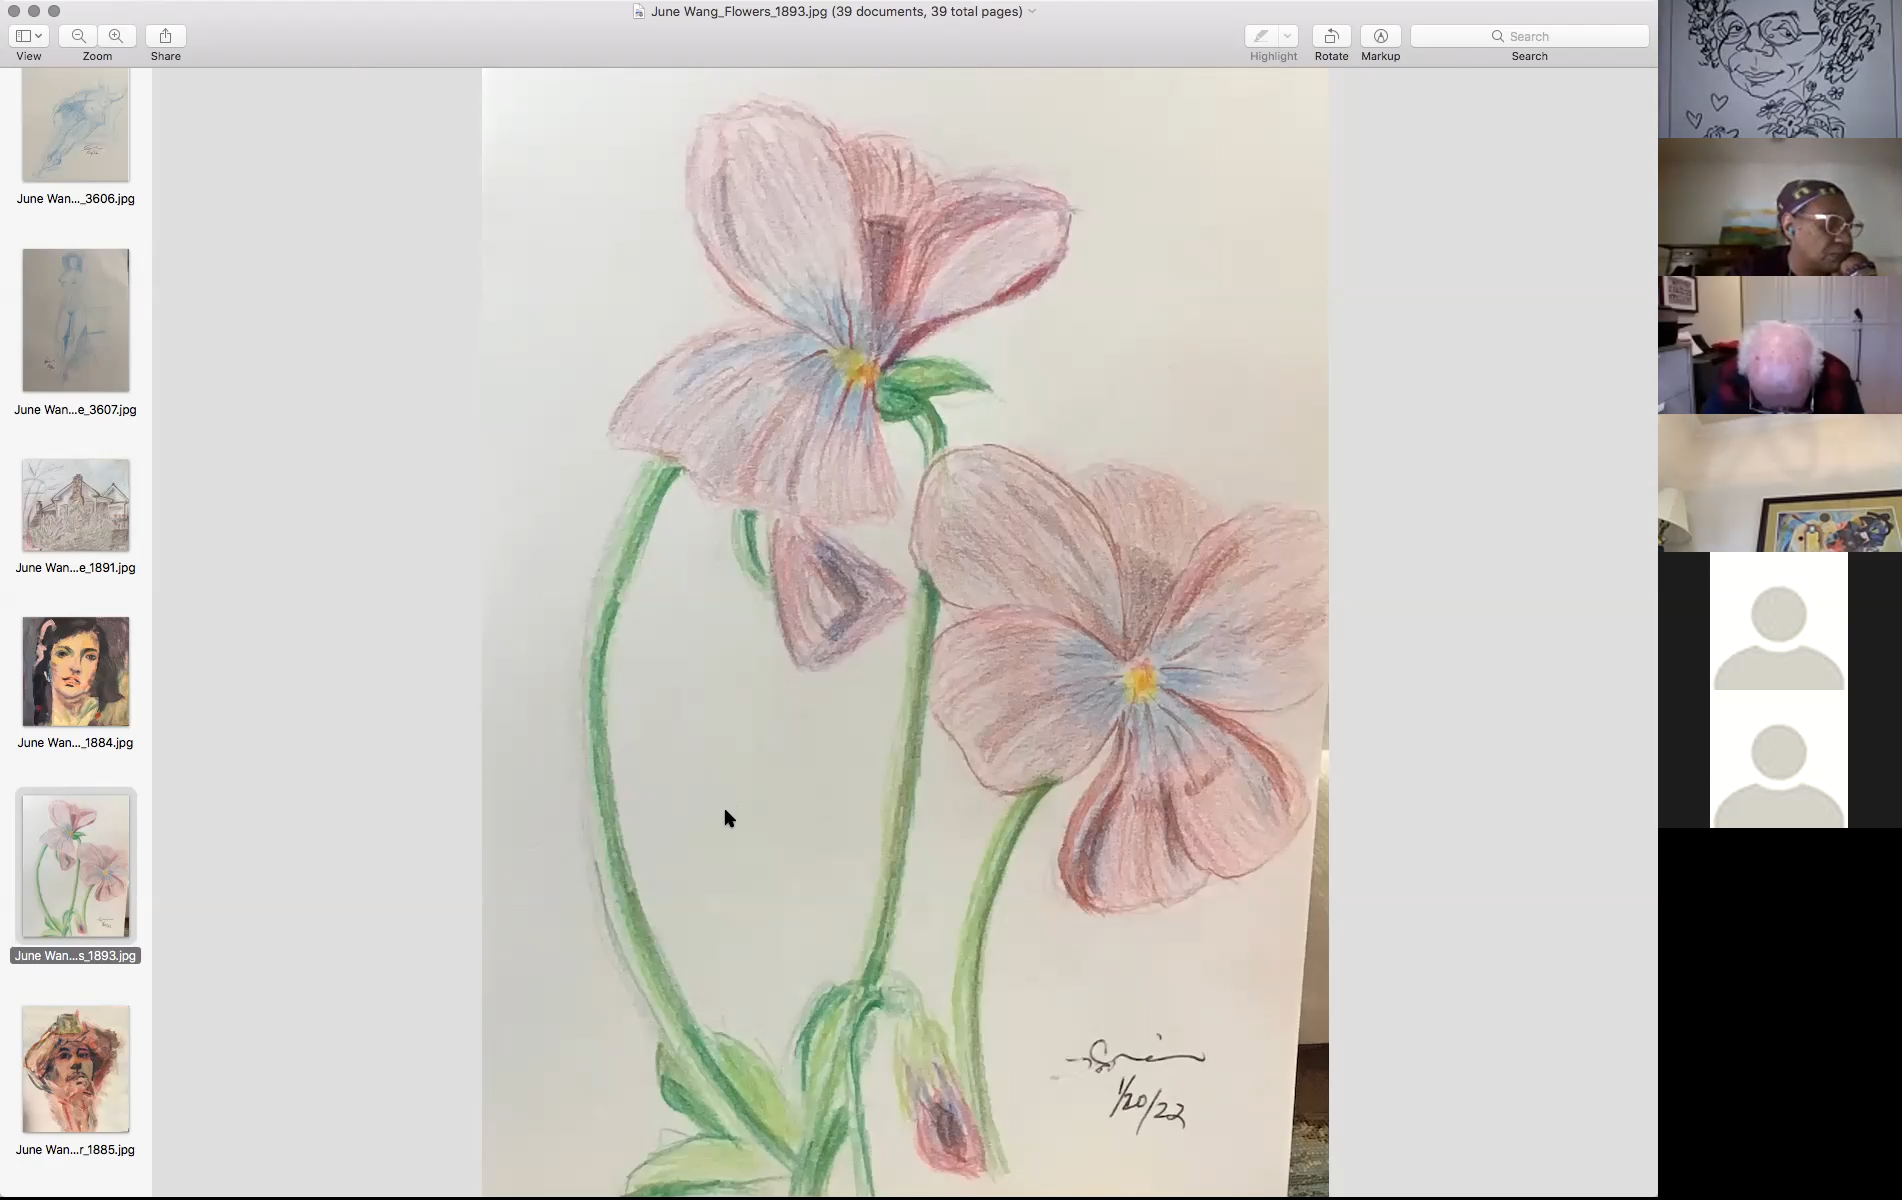 June Wang_Flowers_1893.jpg (39 documents, 39 total pages)
View
Zoom
Share
Highlight
Rotate
Markup
Search
Search
June Wan..._3606.jpg
June Wan...e_3607.jpg
June Wan...e_1891.jpg
June Wan..._1884.jpg
June Wan...s_1893.jpg
June Wan...r_1885.jpg
1/20/22